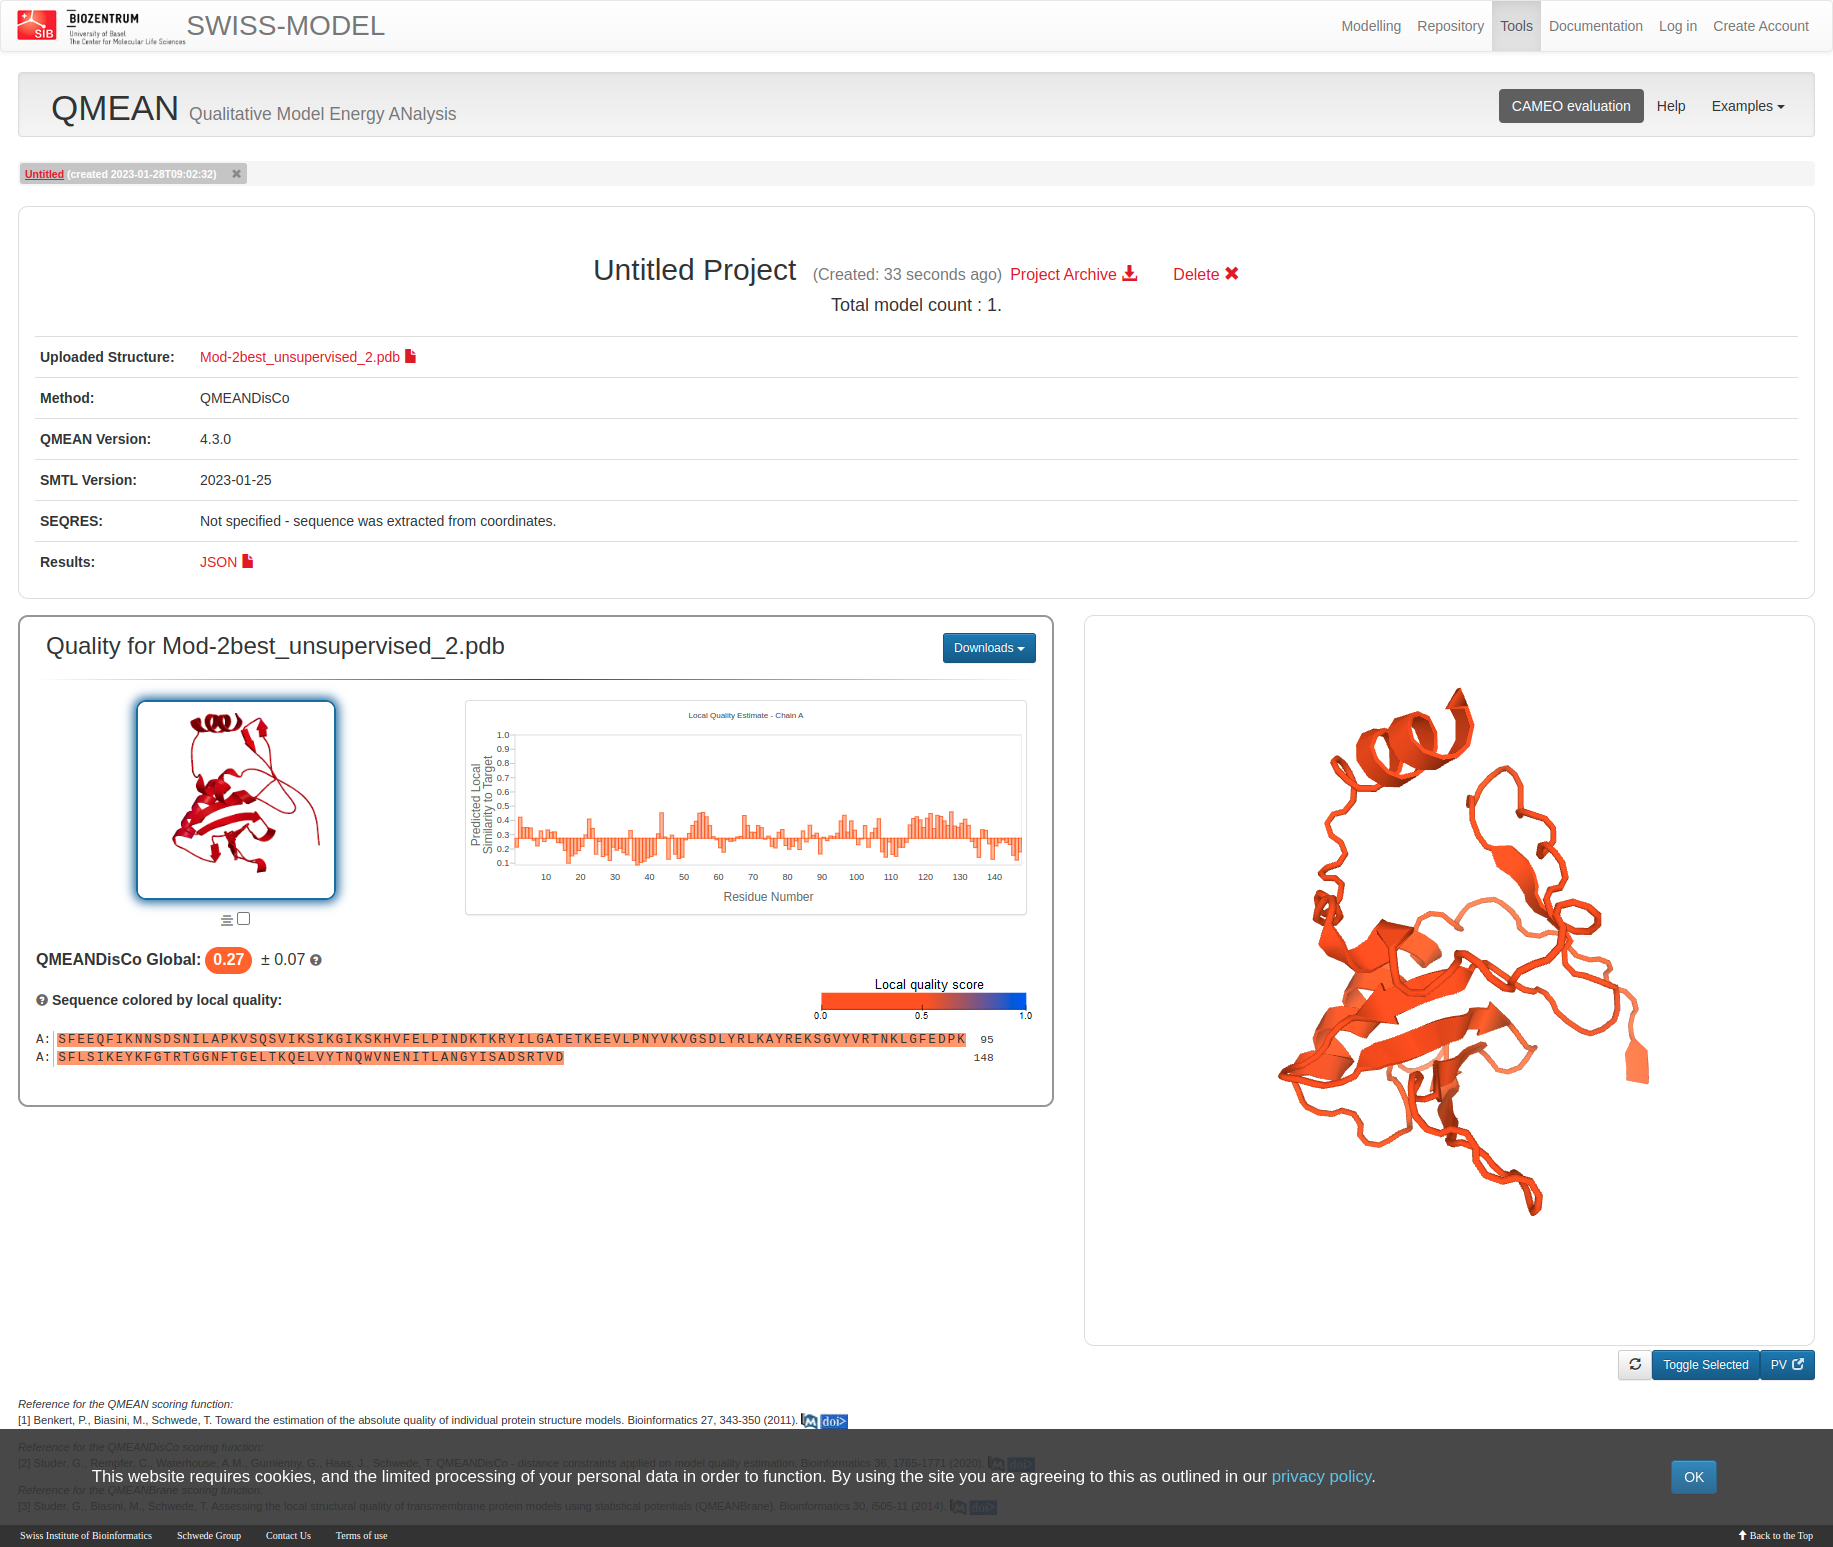 SIB
BIOZENTRUM
University of Basel
The Center for Molecular Life Sciences
SWISS-MODEL
Modelling
Repository
Tools
Documentation
Log in
Create Account
QMEAN Qualitative Model Energy ANalysis
CAMEO evaluation
Help
Examples
Untitled (created 2023-01-28T09:02:32)
Untitled Project (Created: 33 seconds ago) Project Archive Delete
Total model count : 1.
Uploaded Structure: Mod-2best_unsupervised_2.pdb
Method: QMEANDisCo
QMEAN Version: 4.3.0
SMTL Version: 2023-01-25
SEQRES: Not specified - sequence was extracted from coordinates.
Results: JSON
Quality for Mod-2best_unsupervised_2.pdb
Downloads
Local Quality Estimate - Chain A
Predicted Local
Similarity to Target
1.0
0.9
0.8
0.7
0.6
0.5
0.4
0.3
0.2
0.1
10 20 30 40 50 60 70 80 90 100 110 120 130 140
Residue Number
QMEANDisCo Global: 0.27 ± 0.07
Sequence colored by local quality:
Local quality score
0.0 0.5 1.0
A: SFEEQFIKNNSDSNILAPKVSQSVIKSIKGIKSKHVFELPINDKTKRYILGATETKEEVLPNYVKVGSDLYRLKAYREKSGVYVRTNKLGFEDPK 95
A: SFLSIKEYKFGTRTGGNFTGELTKQELVYTNQWVNENITLANGYISADSRTVD 148
Toggle Selected
PV
Reference for the QMEAN scoring function:
[1] Benkert, P., Biasini, M., Schwede, T. Toward the estimation of the absolute quality of individual protein structure models. Bioinformatics 27, 343-350 (2011). M doi>
Reference for the QMEANDisCo scoring function:
[2] Studer, G., Rempfer, C., Waterhouse, A.M., Gumienny, G., Haas, J., Schwede, T. QMEANDisCo - distance constraints applied on model quality estimation. Bioinformatics 36, 1765-1771 (2020). M doi>
This website requires cookies, and the limited processing of your personal data in order to function. By using the site you are agreeing to this as outlined in our privacy policy.
OK
Reference for the QMEANBrane scoring function:
[3] Studer, G., Biasini, M., Schwede, T. Assessing the local structural quality of transmembrane protein models using statistical potentials (QMEANBrane). Bioinformatics 30, i505-11 (2014). M doi>
Swiss Institute of Bioinformatics
Schwede Group
Contact Us
Terms of use
Back to the Top